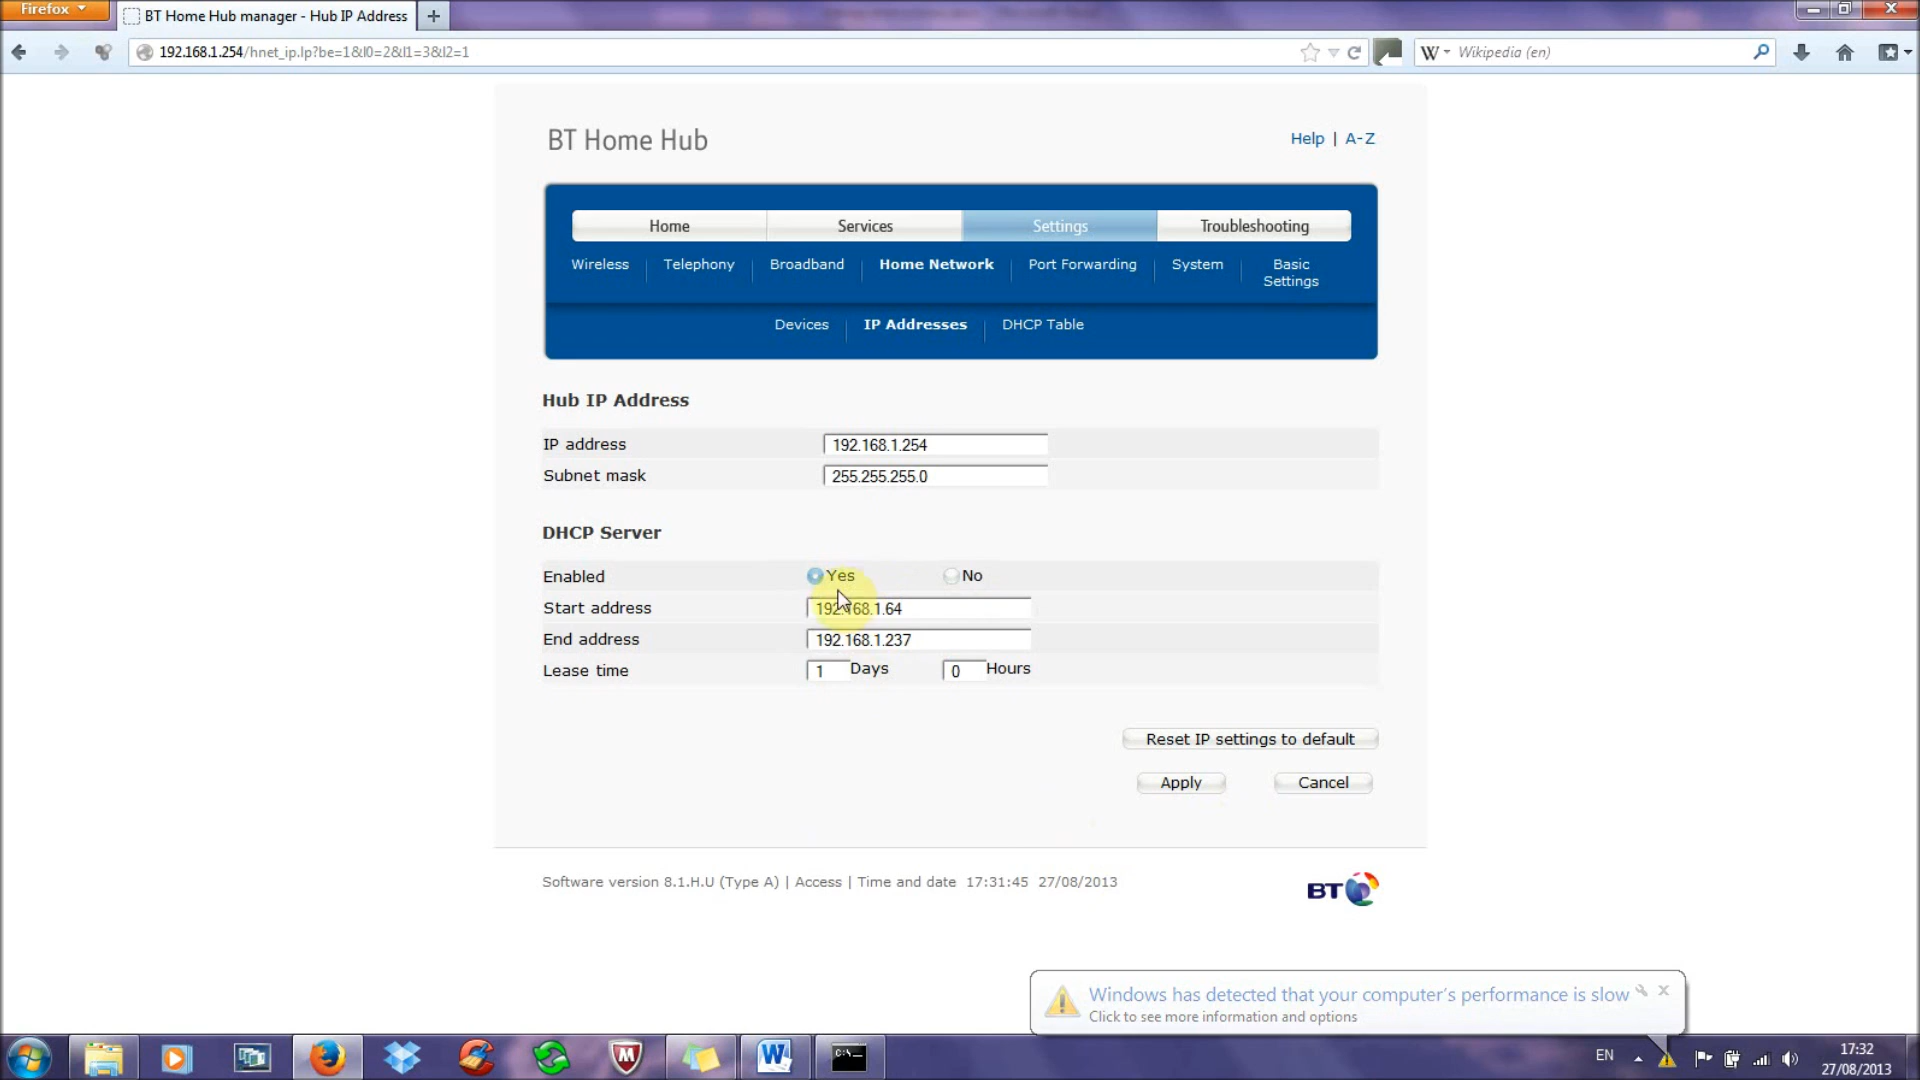 Firefox
BT Home Hub manager - Hub IP Address
192.168.1.254/hnet_ip.lp?be=1&l0=2&l1=3&l2=1
W
Wikipedia (en)
BT Home Hub
Help | A-Z
Home
Services
Settings
Troubleshooting
Wireless
Telephony
Broadband
Home Network
Port Forwarding
System
Basic
Settings
Devices
IP Addresses
DHCP Table
Hub IP Address
IP address
192.168.1.254
Subnet mask
255.255.255.0
DHCP Server
Enabled
Yes
No
Start address
192.168.1.64
End address
192.168.1.237
Lease time
1
Days
0
Hours
Reset IP settings to default
Apply
Cancel
Software version 8.1.H.U (Type A) | Access | Time and date 17:31:45 27/08/2013
BT
Windows has detected that your computer's performance is slow
Click to see more information and options
W
C:\_
EN
17:32
27/08/2013